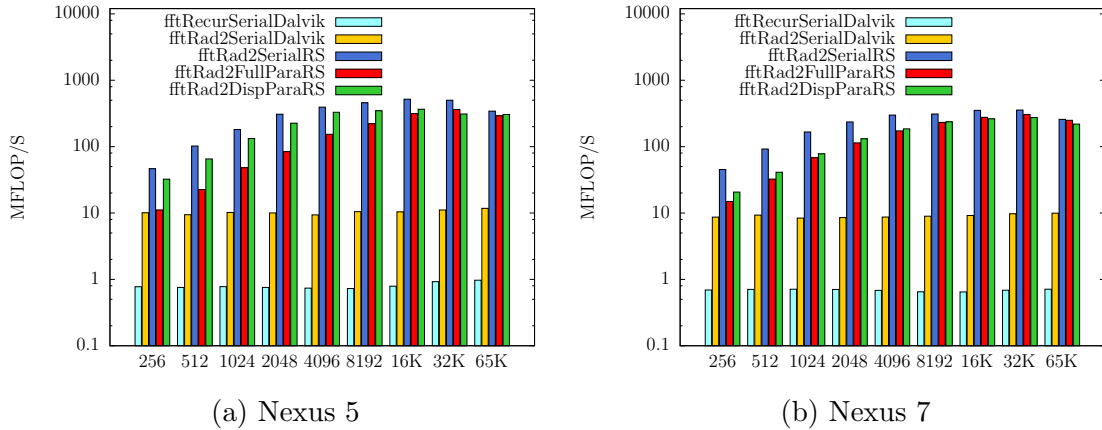 fftRecurSerialDalvik
fftRad2SerialDalvik
fftRad2SerialRS
fftRad2FullParaRS
fftRad2DispParaRS
MFLOP/S
10000
1000
100
10
1
0.1
256 512 1024 2048 4096 8192 16K 32K 65K
(a) Nexus 5
fftRecurSerialDalvik
fftRad2SerialDalvik
fftRad2SerialRS
fftRad2FullParaRS
fftRad2DispParaRS
MFLOP/S
10000
1000
100
10
1
0.1
256 512 1024 2048 4096 8192 16K 32K 65K
(b) Nexus 7